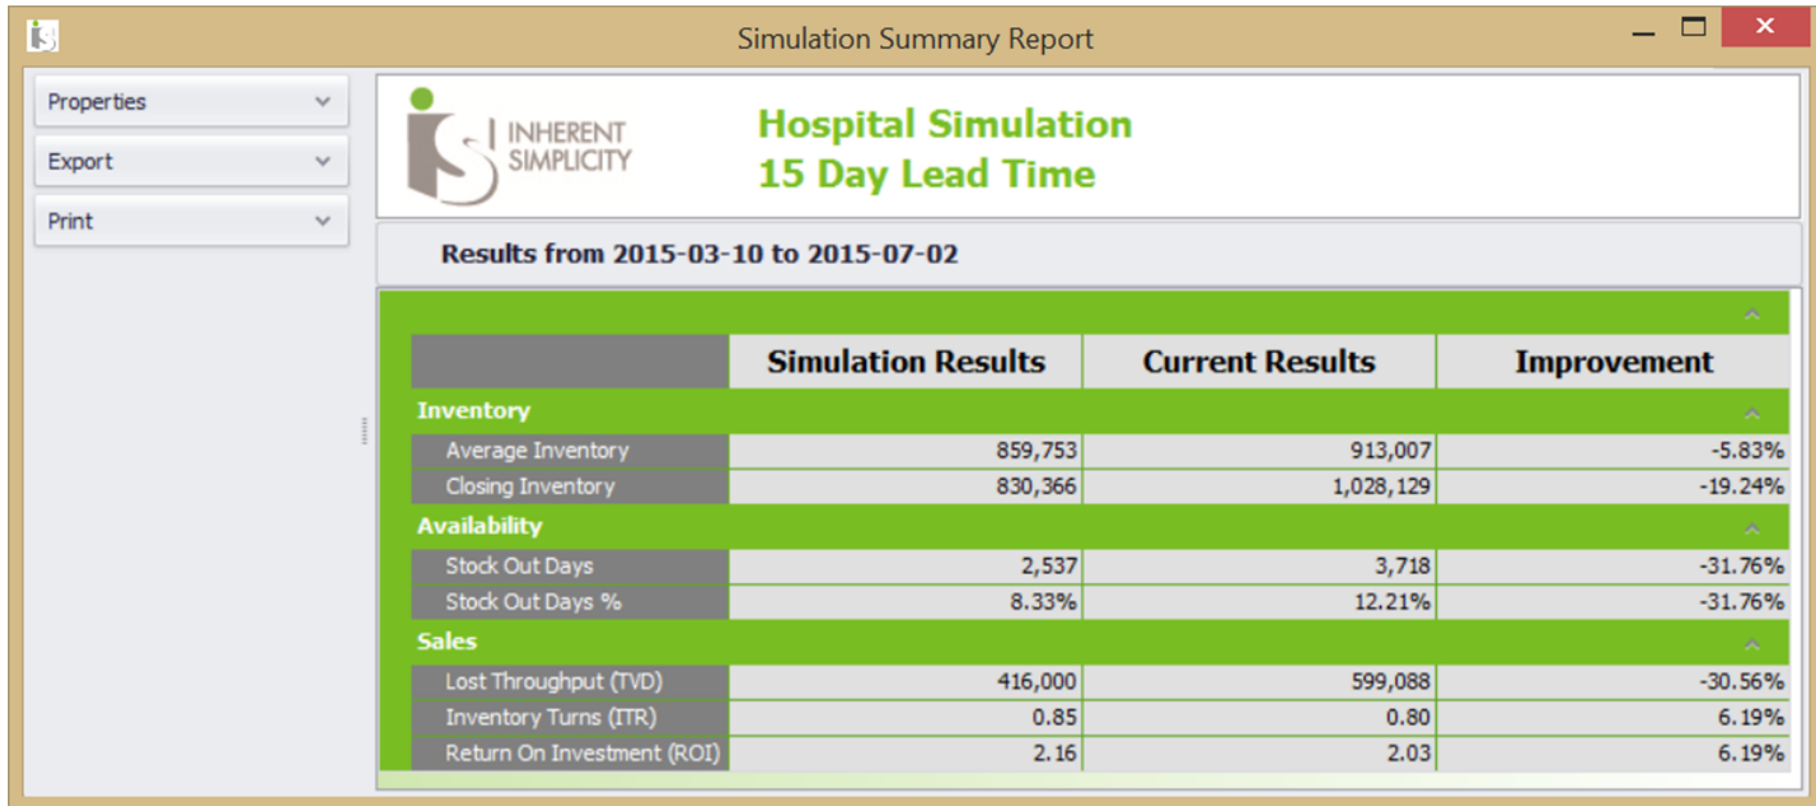 Simulation Summary Report
Properties
Export
Print
INHERENT
SIMPLICITY
Hospital Simulation
15 Day Lead Time
Results from 2015-03-10 to 2015-07-02
Simulation Results Current Results Improvement
Inventory
Average Inventory 859,753 913,007 -5.83%
Closing Inventory 830,366 1,028,129 -19.24%
Availability
Stock Out Days 2,537 3,718 -31.76%
Stock Out Days % 8.33% 12.21% -31.76%
Sales
Lost Throughput (TVD) 416,000 599,088 -30.56%
Inventory Turns (ITR) 0.85 0.80 6.19%
Return On Investment (ROI) 2.16 2.03 6.19%